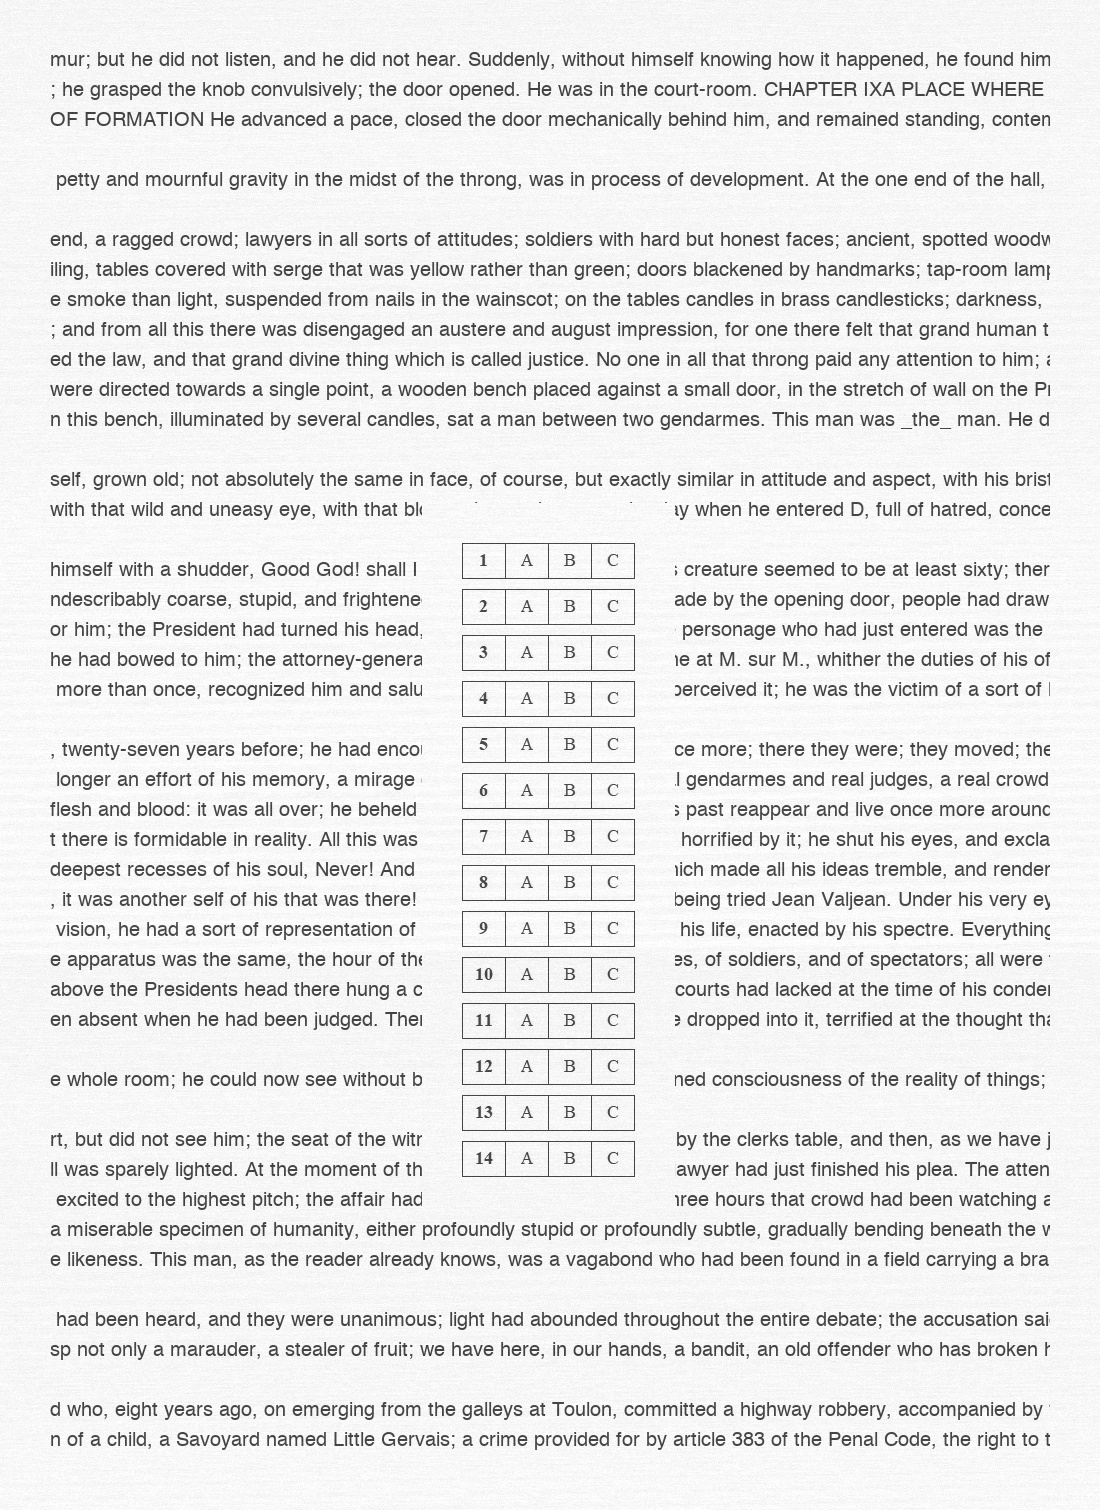 mur; but he did not listen, and he did not hear. Suddenly, without himself knowing how it happened, he found him
; he grasped the knob convulsively; the door opened. He was in the court-room. CHAPTER IXA PLACE WHERE
OF FORMATION He advanced a pace, closed the door mechanically behind him, and remained standing, conten
petty and mournful gravity in the midst of the throng, was in process of development. At the one end of the hall,
end, a ragged crowd; lawyers in all sorts of attitudes; soldiers with hard but honest faces; ancient, spotted woodw
iling, tables covered with serge that was yellow rather than green; doors blackened by handmarks; tap-room lamp
e smoke than light, suspended from nails in the wainscot; on the tables candles in brass candlesticks; darkness,
; and from all this there was disengaged an austere and august impression, for one there felt that grand human t
ed the law, and that grand divine thing which is called justice. No one in all that throng paid any attention to him; a
were directed towards a single point, a wooden bench placed against a small door, in the stretch of wall on the Pr
n this bench, illuminated by several candles, sat a man between two gendarmes. This man was _the_ man. He d
self, grown old; not absolutely the same in face, of course, but exactly similar in attitude and aspect, with his brist
with that wild and uneasy eye, with that blo ay when he entered D, full of hatred, conce
himself with a shudder, Good God! shall I s creature seemed to be at least sixty; ther
ndescribably coarse, stupid, and frightene ade by the opening door, people had draw
or him; the President had turned his head, personage who had just entered was the
he had bowed to him; the attorney-genera ne at M. sur M., whither the duties of his of
more than once, recognized him and salu perceived it; he was the victim of a sort of
, twenty-seven years before; he had encou ce more; there they were; they moved; the
longer an effort of his memory, a mirage l gendarmes and real judges, a real crowd
flesh and blood: it was all over; he beheld s past reappear and live once more around
t there is formidable in reality. All this was horrified by it; he shut his eyes, and excla
deepest recesses of his soul, Never! And hich made all his ideas tremble, and render
, it was another self of his that was there! being tried Jean Valjean. Under his very ey
vision, he had a sort of representation of his life, enacted by his spectre. Everything
e apparatus was the same, the hour of the es, of soldiers, and of spectators; all were
above the Presidents head there hung a c courts had lacked at the time of his conder
en absent when he had been judged. Ther e dropped into it, terrified at the thought tha
e whole room; he could now see without b ned consciousness of the reality of things;
rt, but did not see him; the seat of the witr by the clerks table, and then, as we have j
ll was sparely lighted. At the moment of th awyer had just finished his plea. The atten
excited to the highest pitch; the affair had hree hours that crowd had been watching a
a miserable specimen of humanity, either profoundly stupid or profoundly subtle, gradually bending beneath the w
e likeness. This man, as the reader already knows, was a vagabond who had been found in a field carrying a bra
had been heard, and they were unanimous; light had abounded throughout the entire debate; the accusation sai
sp not only a marauder, a stealer of fruit; we have here, in our hands, a bandit, an old offender who has broken h
d who, eight years ago, on emerging from the galleys at Toulon, committed a highway robbery, accompanied by
n of a child, a Savoyard named Little Gervais; a crime provided for by article 383 of the Penal Code, the right to t
1 A B C
2 A B C
3 A B C
4 A B C
5 A B C
6 A B C
7 A B C
8 A B C
9 A B C
10 A B C
11 A B C
12 A B C
13 A B C
14 A B C